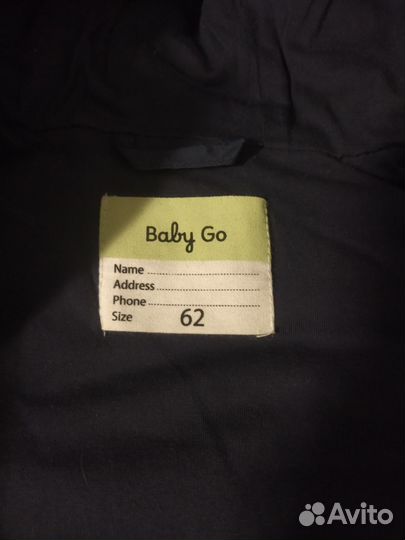 Baby Go
Name
Address
Phone
Size 62
Avito